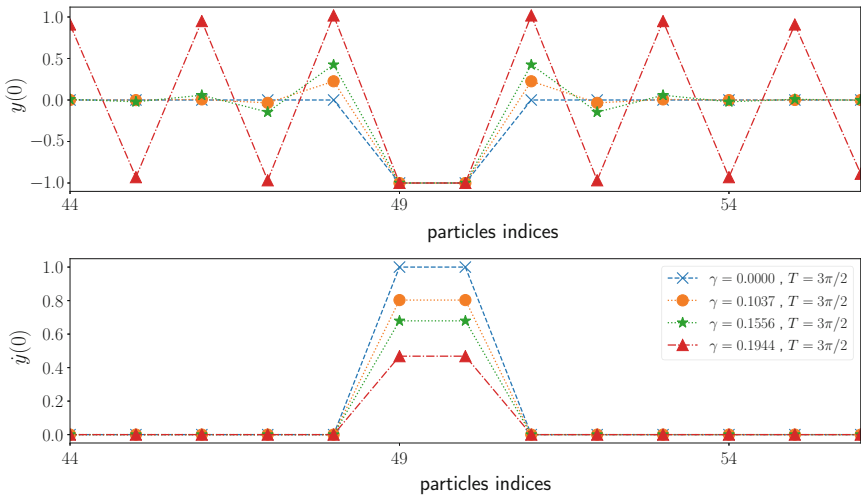 1.0
0.5
0.0
−0.5
−1.0
y(0)
44
49
54
particles indices
1.0
0.8
0.6
0.4
0.2
0.0
ẏ(0)
γ = 0.0000 , T = 3π/2
γ = 0.1037 , T = 3π/2
γ = 0.1556 , T = 3π/2
γ = 0.1944 , T = 3π/2
44
49
54
particles indices